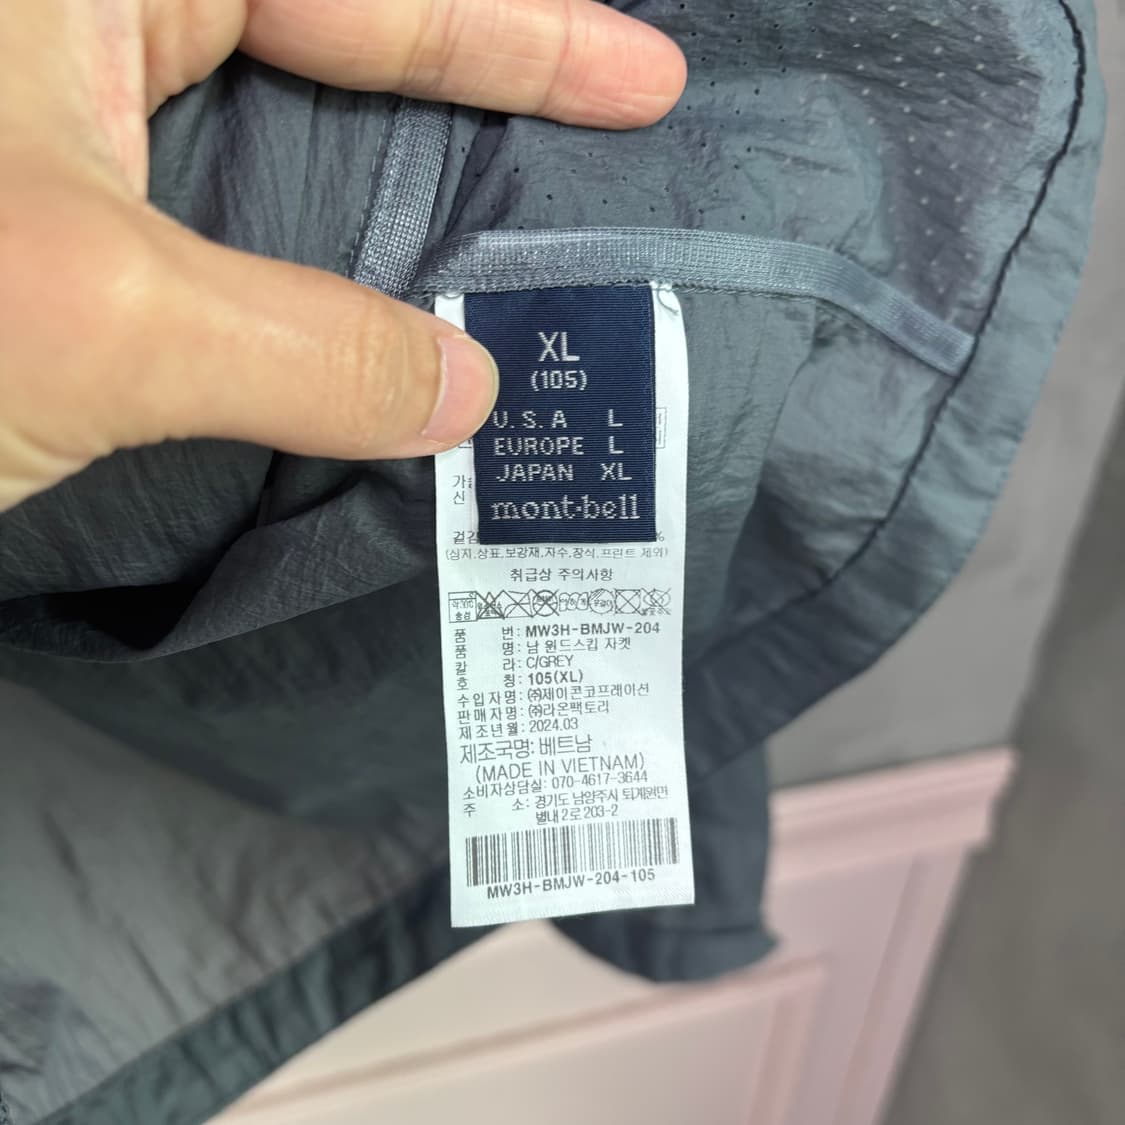 XL
(105)
U.S.A L
EUROPE L
JAPAN XL
mont·bell
신
겉감 %
(심지,상표,보강재,자수,장식,프린트 제외)
취급상 주의사항
품 번: MW3H-BMJW-204
품 명: 남 윈드스킵 자켓
칼 라: C/GREY
호 칭: 105(XL)
수입자명: ㈜제이콘코프레이션
판매자명: ㈜라온팩토리
제조년월: 2024.03
제조국명: 베트남
(MADE IN VIETNAM)
소비자상담실: 070-4617-3644
주 소: 경기도 남양주시 퇴계원면
별내2로 203-2
MW3H-BMJW-204-105